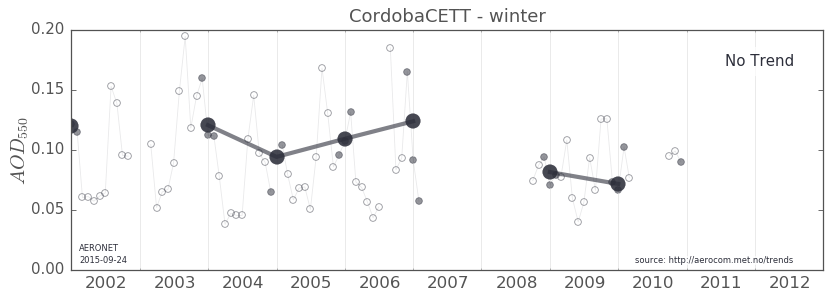 CordobaCETT - winter
0.20
0.15
0.10
0.05
0.00
AOD550
No Trend
AERONET
2015-09-24
source: http://aerocom.met.no/trends
2002 2003 2004 2005 2006 2007 2008 2009 2010 2011 2012